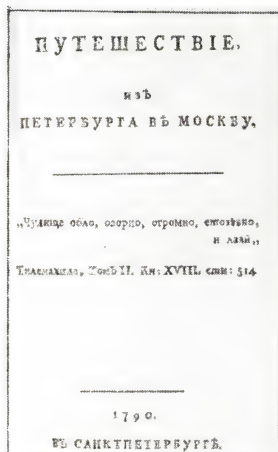 ПУТЕШЕСТВІЕ,
изъ
ПЕТЕРБУРГА ВЪ МОСКВУ.
„Чудище обло, озорно, огромно, стозѣвно,
и лаяй„
Тилемахида, Томъ II. Кн: XVIII. сти: 514
1790.
ВЪ САНКТПЕТЕРБУРГѢ.